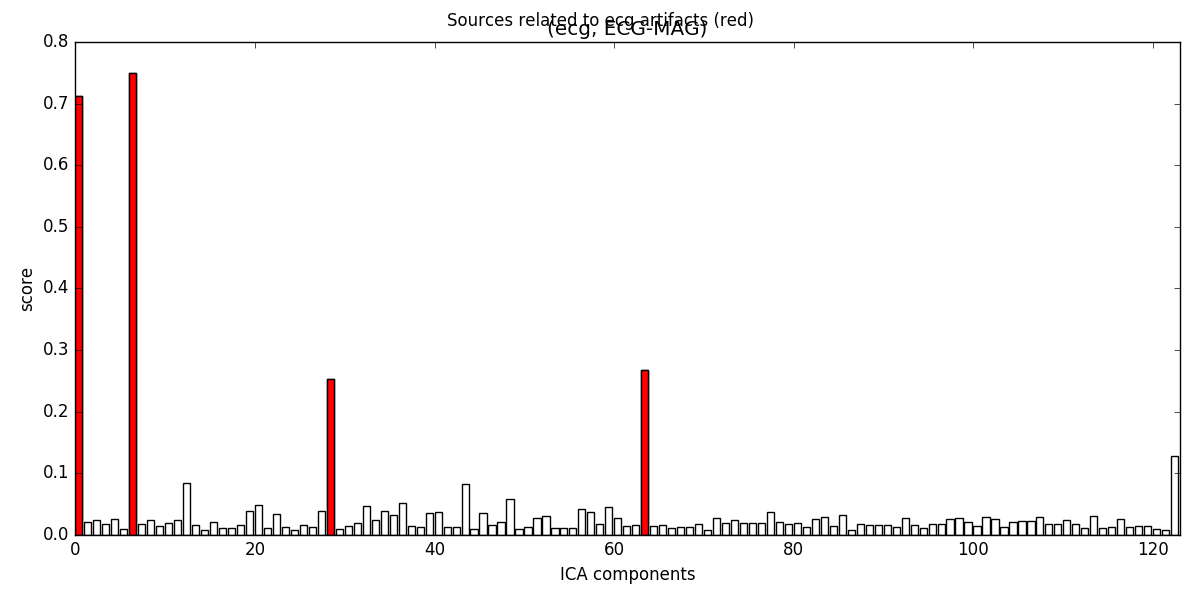 Sources related to ecg artifacts (red)
(ecg, ECG-MAG)
0.8
0.7
0.6
0.5
0.4
0.3
0.2
0.1
0.0
score
0 20 40 60 80 100 120
ICA components